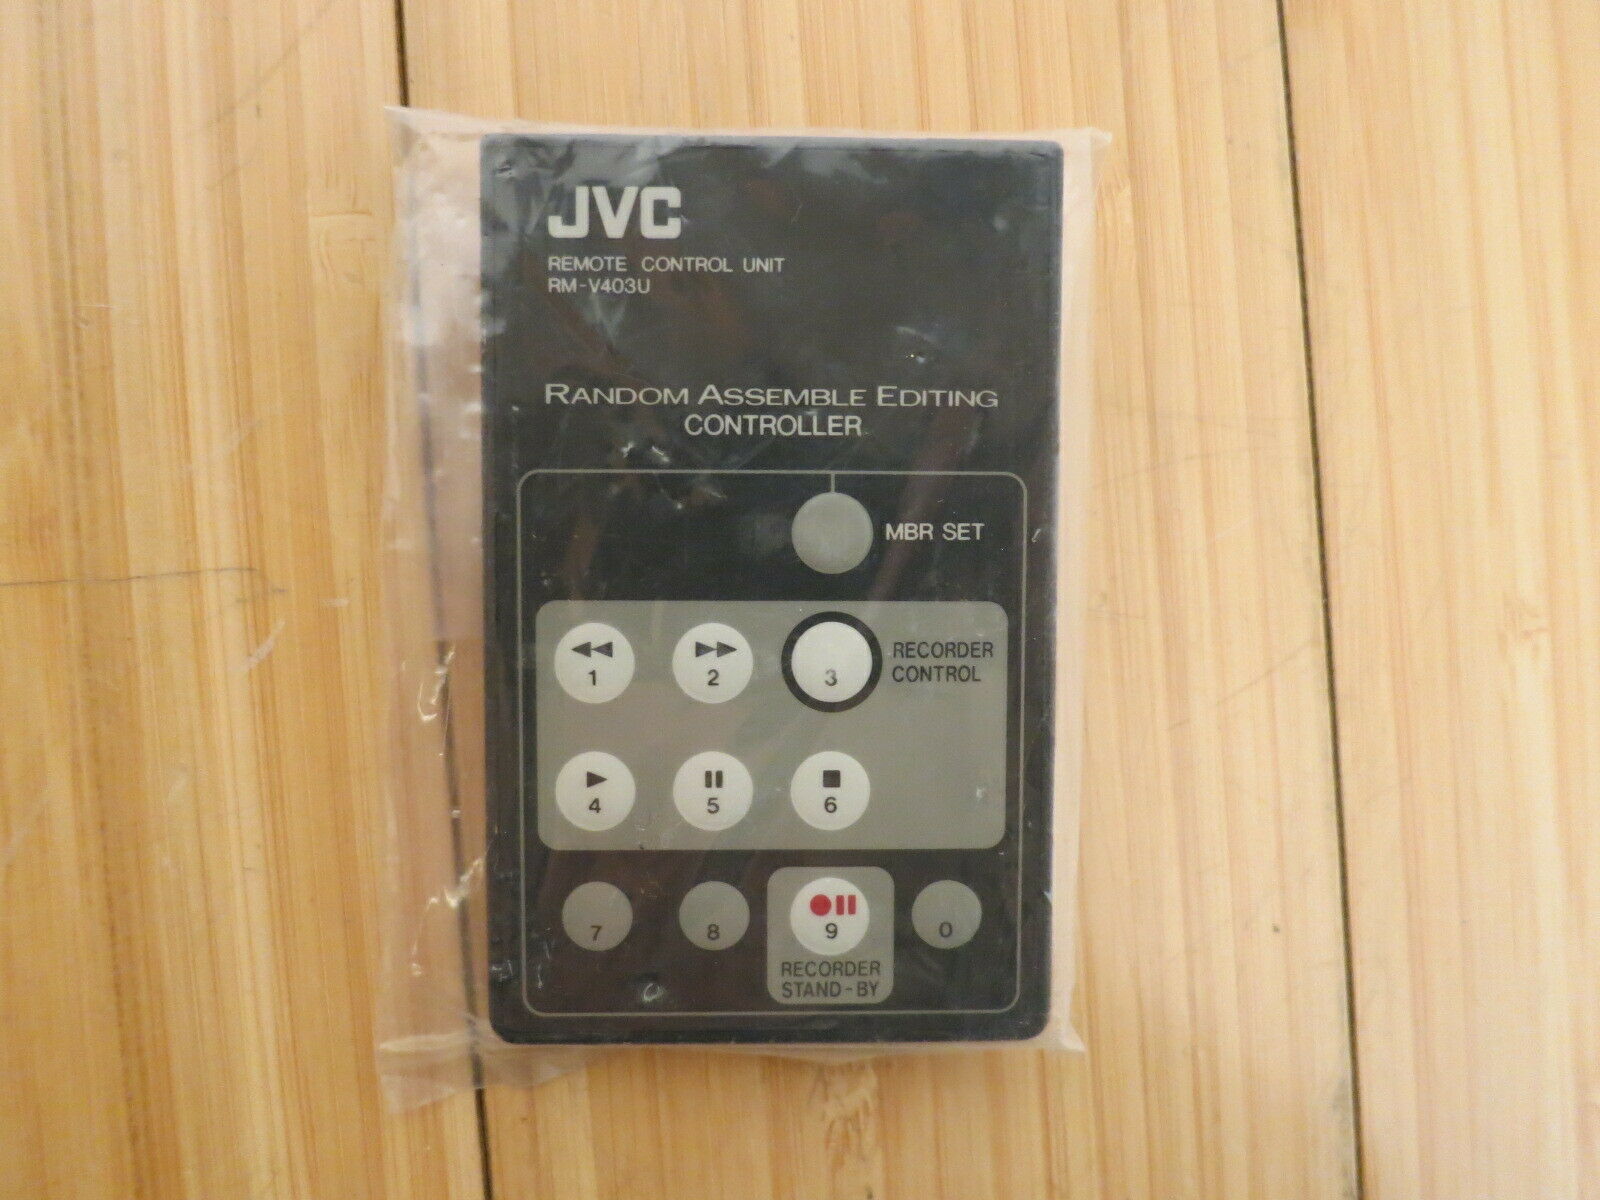 JVC
REMOTE CONTROL UNIT
RM-V403U
RANDOM ASSEMBLE EDITING
CONTROLLER
MBR SET
1 2 3
RECORDER
CONTROL
4 5 6
7 8 9 0
RECORDER
STAND-BY